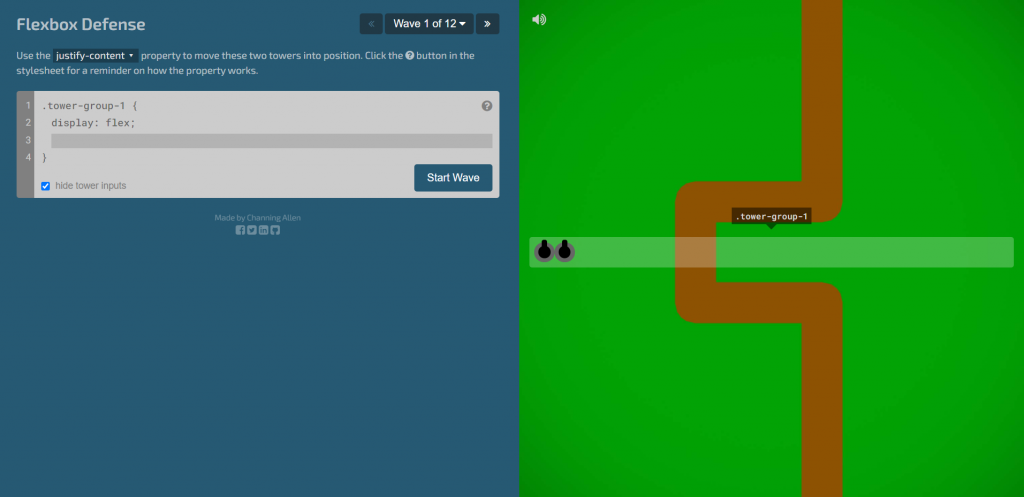 Flexbox Defense
« Wave 1 of 12 »
Use the justify-content property to move these two towers into position. Click the ? button in the
stylesheet for a reminder on how the property works.
1 .tower-group-1 {
2 display: flex;
3
4 }
hide tower inputs
Start Wave
Made by Channing Allen
.tower-group-1